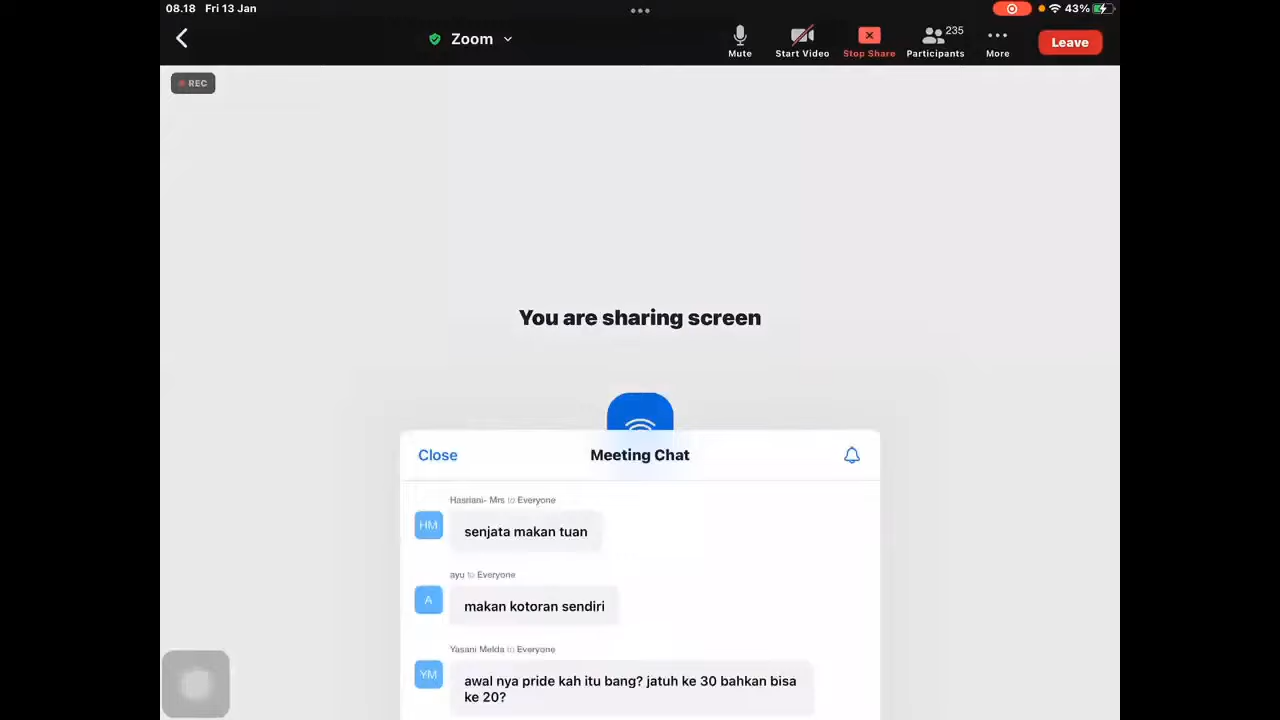 08.18 Fri 13 Jan
43%
Zoom
Mute
Start Video
Stop Share
Participants
235
More
Leave
REC
You are sharing screen
Close
Meeting Chat
Hasriani- Mrs to Everyone
HM
senjata makan tuan
ayu to Everyone
A
makan kotoran sendiri
Yasani Melda to Everyone
YM
awal nya pride kah itu bang? jatuh ke 30 bahkan bisa
ke 20?